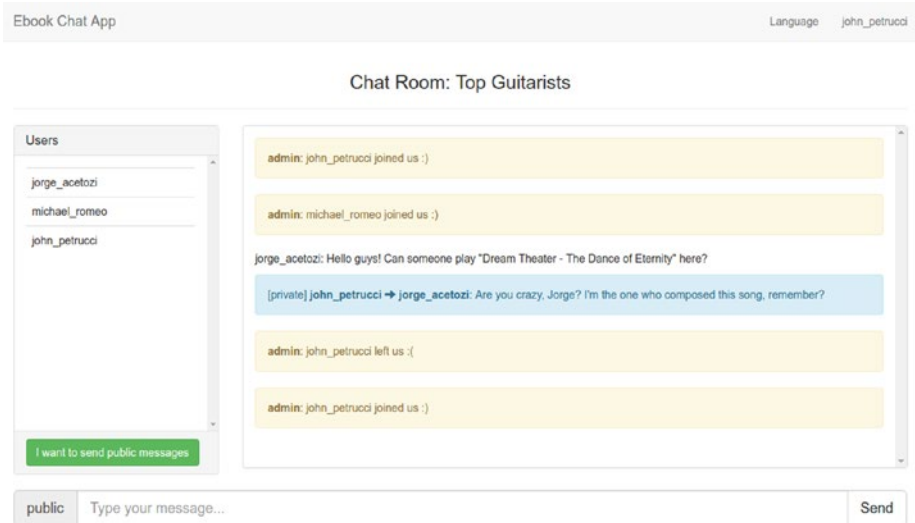 Ebook Chat App
Language
john_petrucci
Chat Room: Top Guitarists
Users
jorge_acetozi
michael_romeo
john_petrucci
I want to send public messages
admin: john_petrucci joined us :)
admin: michael_romeo joined us :)
jorge_acetozi: Hello guys! Can someone play "Dream Theater - The Dance of Eternity" here?
[private] john_petrucci ➔ jorge_acetozi: Are you crazy, Jorge? I'm the one who composed this song, remember?
admin: john_petrucci left us :(
admin: john_petrucci joined us :)
public
Type your message...
Send